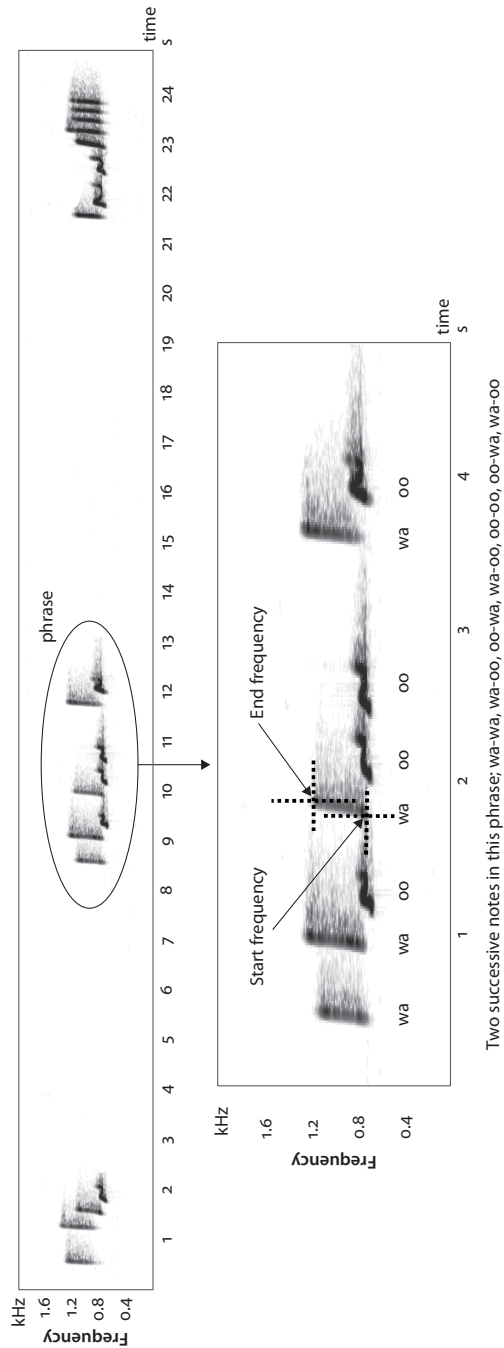 kHz
1.6
1.2
0.8
0.4
Frequency
phrase
1 2 3 4 5 6 7 8 9 10 11 12 13 14 15 16 17 18 19 20 21 22 23 24 time
s
kHz
1.6
1.2
0.8
0.4
Frequency
Start frequency
End frequency
wa wa oo wa oo oo wa oo
1 2 3 4 time
s
Two successive notes in this phrase; wa-wa, wa-oo, oo-wa, wa-oo, oo-oo, oo-wa, wa-oo